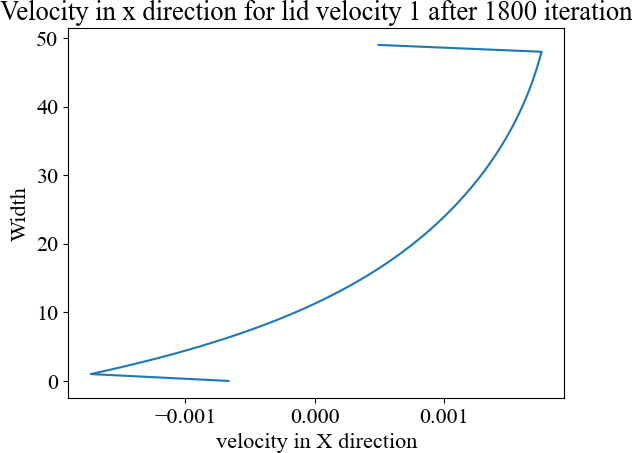 Velocity in x direction for lid velocity 1 after 1800 iteration
50
40
30
20
10
0
Width
−0.001 0.000 0.001
velocity in X direction